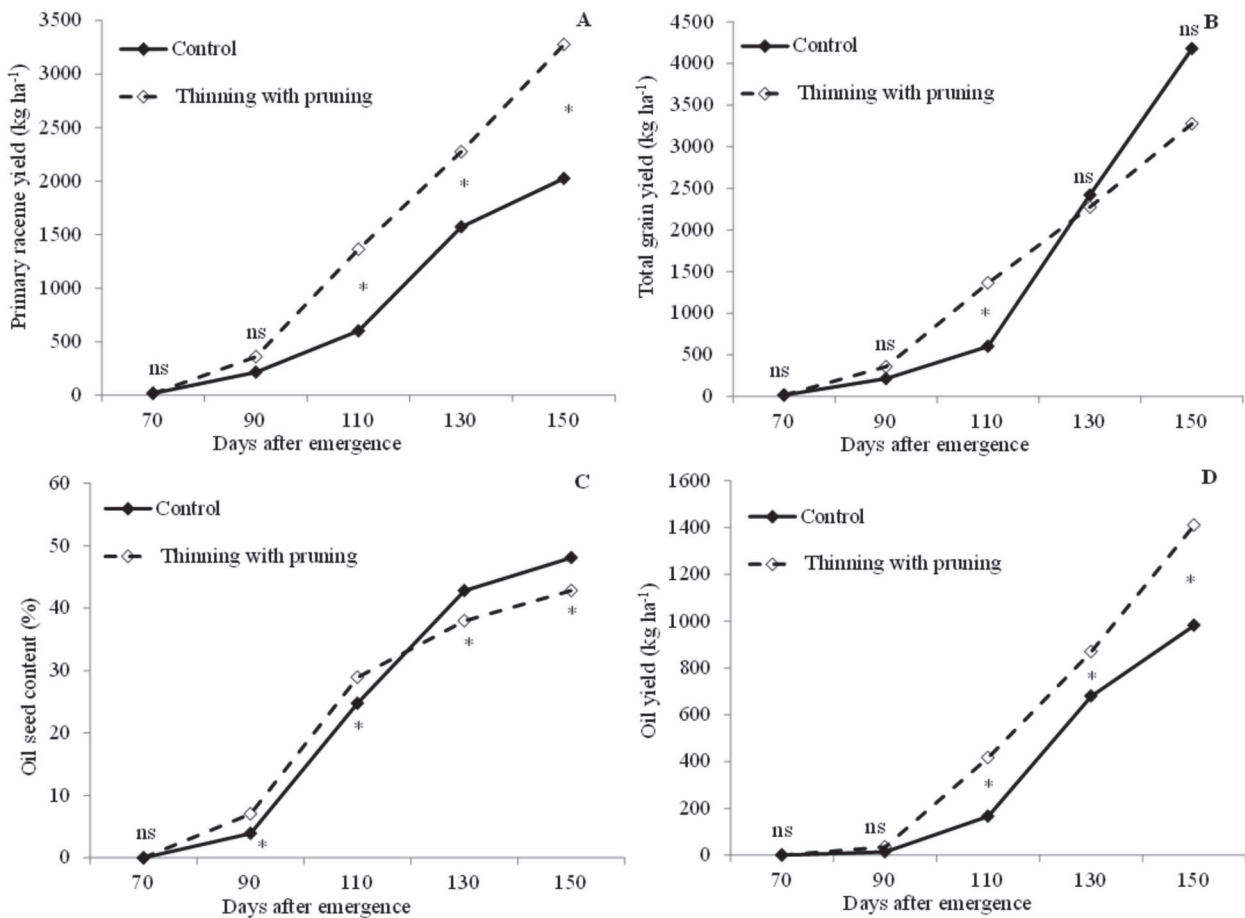 A
3500
3000
2500
2000
1500
1000
500
0
Primary raceme yield (kg ha⁻¹)
Control
Thinning with pruning
ns
ns
*
*
*
70 90 110 130 150
Days after emergence
B
4500
4000
3500
3000
2500
2000
1500
1000
500
0
Total grain yield (kg ha⁻¹)
Control
Thinning with pruning
ns
ns
*
ns
ns
70 90 110 130 150
Days after emergence
C
60
50
40
30
20
10
0
Oil seed content (%)
Control
Thinning with pruning
ns
*
*
*
*
70 90 110 130 150
Days after emergence
D
1600
1400
1200
1000
800
600
400
200
0
Oil yield (kg ha⁻¹)
Control
Thinning with pruning
ns
ns
*
*
*
70 90 110 130 150
Days after emergence